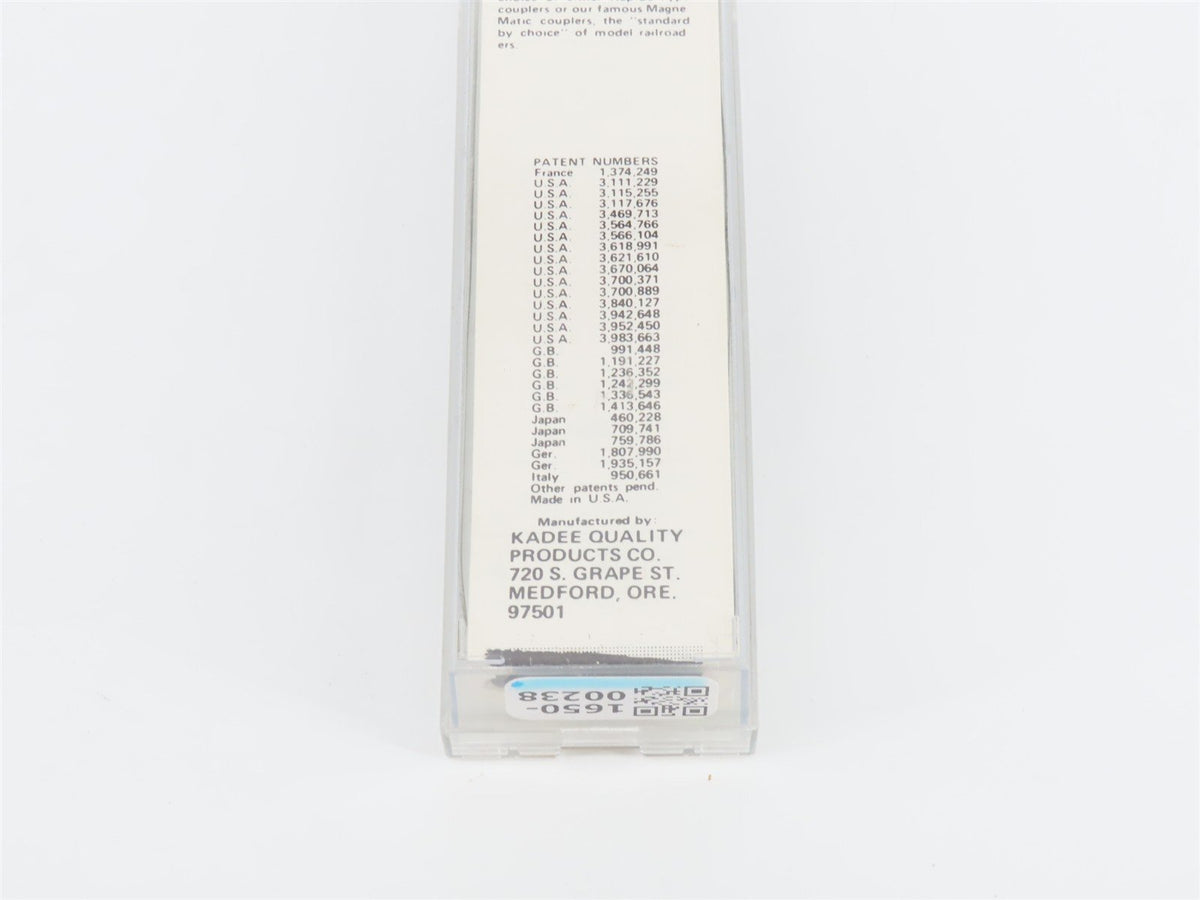 couplers or our famous Magne
Matic couplers, the "standard
by choice" of model railroad
ers.
PATENT NUMBERS
France 1,374,249
U.S.A. 3,111,229
U.S.A. 3,115,255
U.S.A. 3,117,676
U.S.A. 3,469,713
U.S.A. 3,564,766
U.S.A. 3,566,104
U.S.A. 3,618,991
U.S.A. 3,621,610
U.S.A. 3,670,064
U.S.A. 3,700,371
U.S.A. 3,700,889
U.S.A. 3,840,127
U.S.A. 3,942,648
U.S.A. 3,952,450
U.S.A. 3,983,663
G.B. 991,448
G.B. 1,191,227
G.B. 1,236,352
G.B. 1,242,299
G.B. 1,336,543
G.B. 1,413,646
Japan 460,228
Japan 709,741
Japan 759,786
Ger. 1,807,990
Ger. 1,935,157
Italy 950,661
Other patents pend.
Made in U.S.A.
Manufactured by:
KADEE QUALITY
PRODUCTS CO.
720 S. GRAPE ST.
MEDFORD, ORE.
97501
1650-
00238